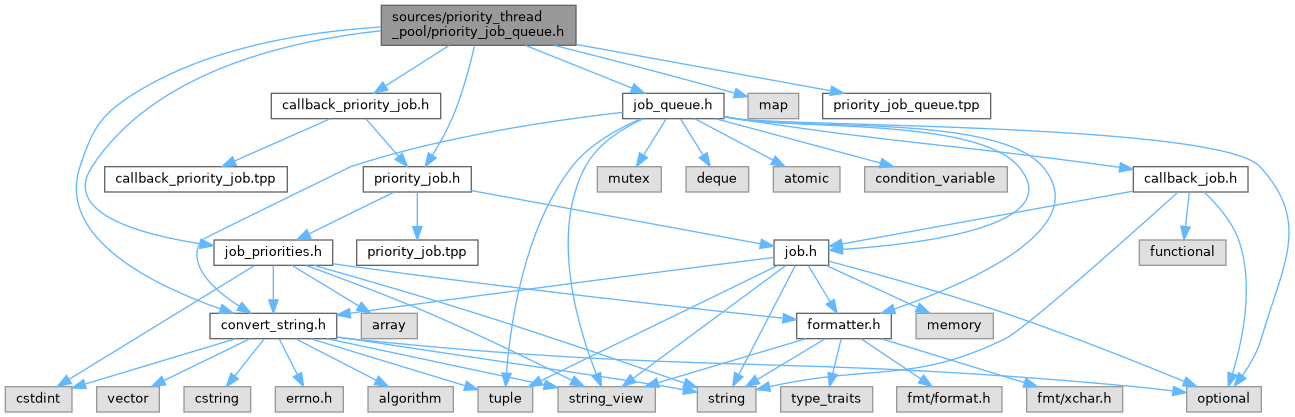 sources/priority_thread
_pool/priority_job_queue.h
callback_priority_job.h
job_queue.h
map
priority_job_queue.tpp
callback_priority_job.tpp
priority_job.h
mutex
deque
atomic
condition_variable
callback_job.h
job_priorities.h
priority_job.tpp
job.h
functional
convert_string.h
array
formatter.h
memory
cstdint
vector
cstring
errno.h
algorithm
tuple
string_view
string
type_traits
fmt/format.h
fmt/xchar.h
optional